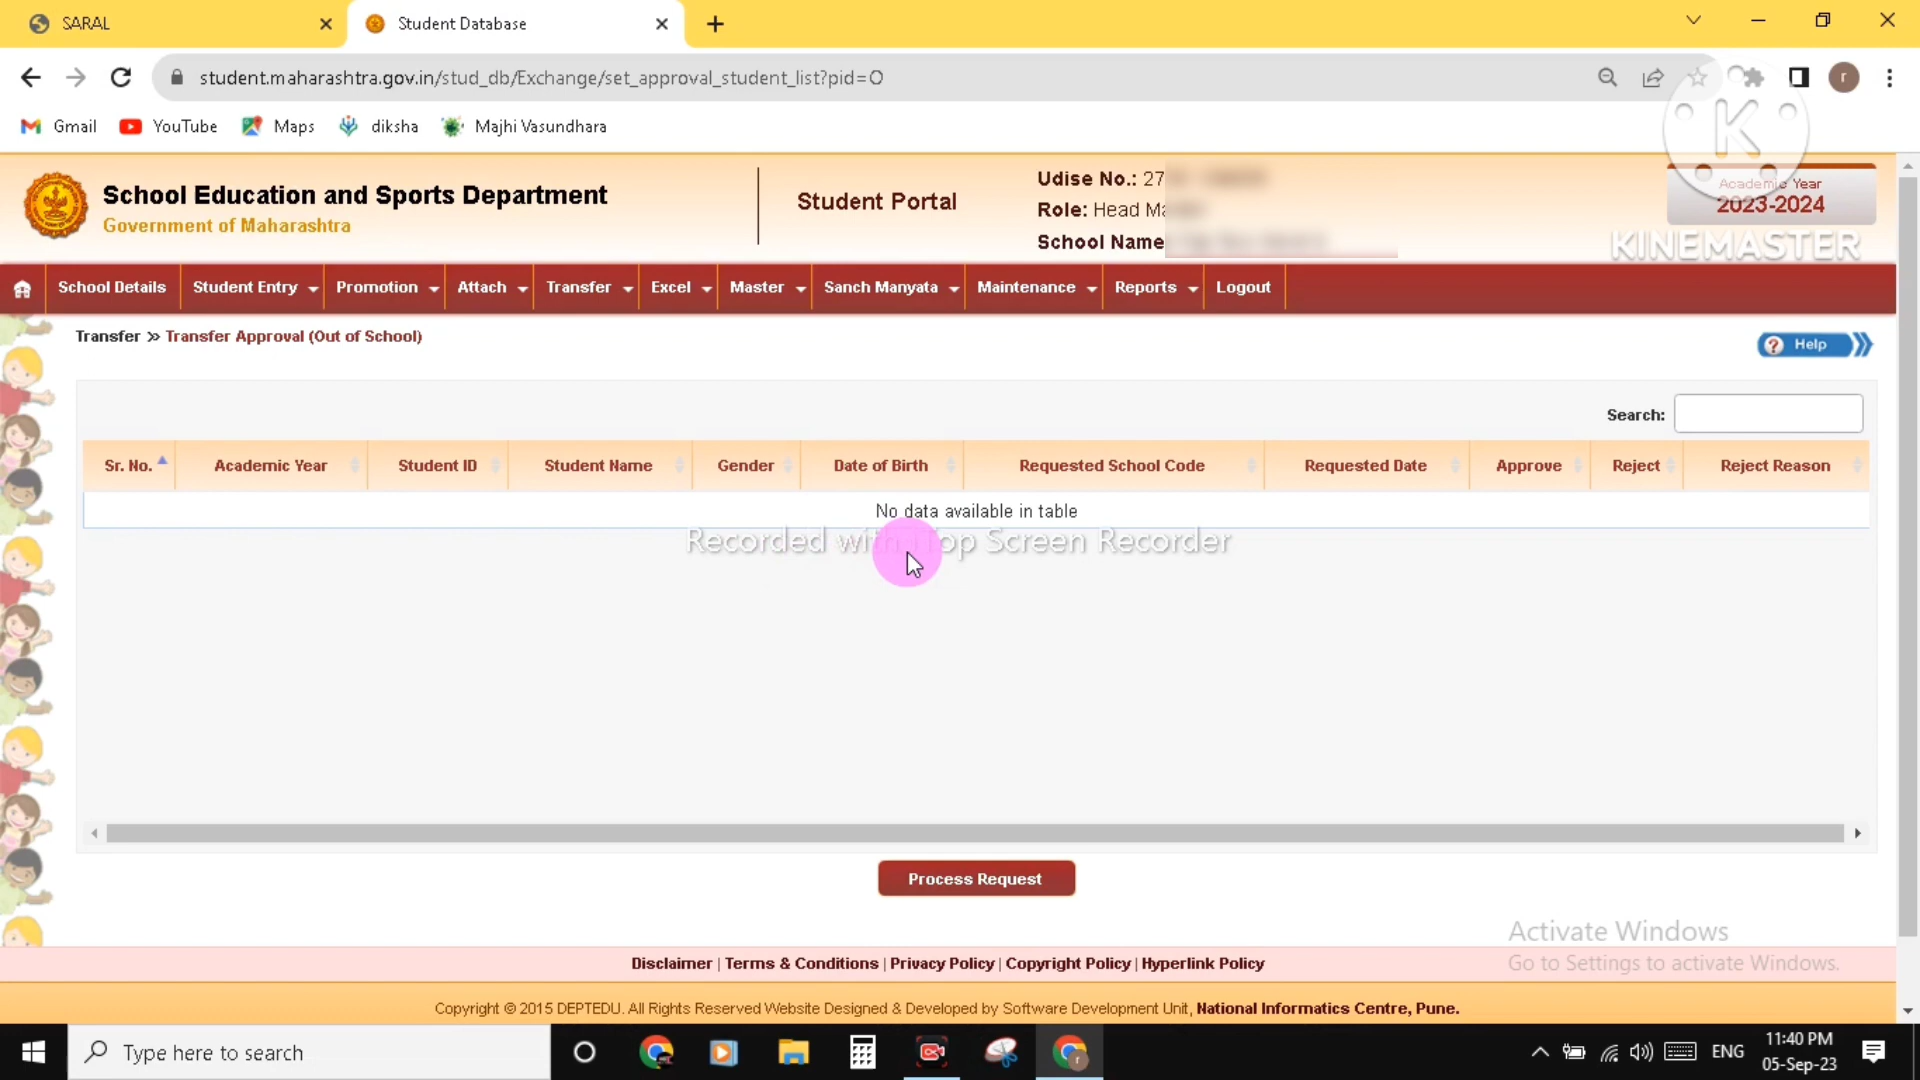 SARAL
Student Database
student.maharashtra.gov.in/stud_db/Exchange/set_approval_student_list?pid=O
r
Gmail YouTube Maps diksha Majhi Vasundhara
K
School Education and Sports Department
Government of Maharashtra
Student Portal
Udise No.: 27
Role: Head Ma
School Name
Academic Year
2023-2024
KINEMASTER
School Details Student Entry Promotion Attach Transfer Excel Master Sanch Manyata Maintenance Reports Logout
Transfer >> Transfer Approval (Out of School)
? Help
Search:
Sr. No. Academic Year Student ID Student Name Gender Date of Birth Requested School Code Requested Date Approve Reject Reject Reason
No data available in table
Recorded with iTop Screen Recorder
Process Request
Activate Windows
Go to Settings to activate Windows.
Disclaimer | Terms & Conditions | Privacy Policy | Copyright Policy | Hyperlink Policy
Copyright © 2015 DEPTEDU. All Rights Reserved Website Designed & Developed by Software Development Unit, National Informatics Centre, Pune.
Type here to search
ENG
11:40 PM
05-Sep-23